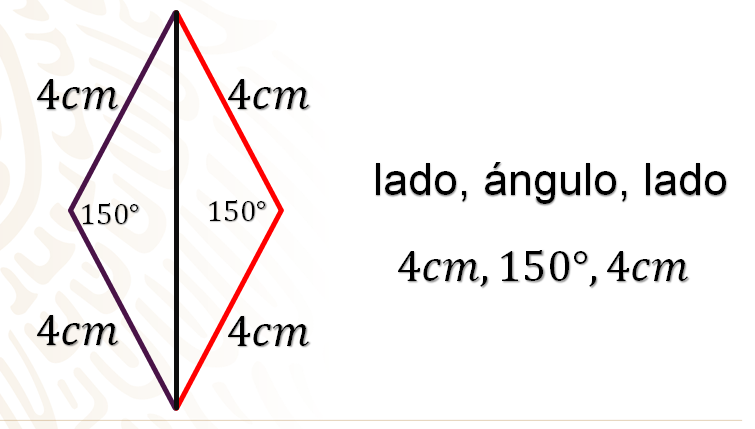 4cm 4cm
150° 150°
lado, ángulo, lado
4cm, 150°, 4cm
4cm 4cm